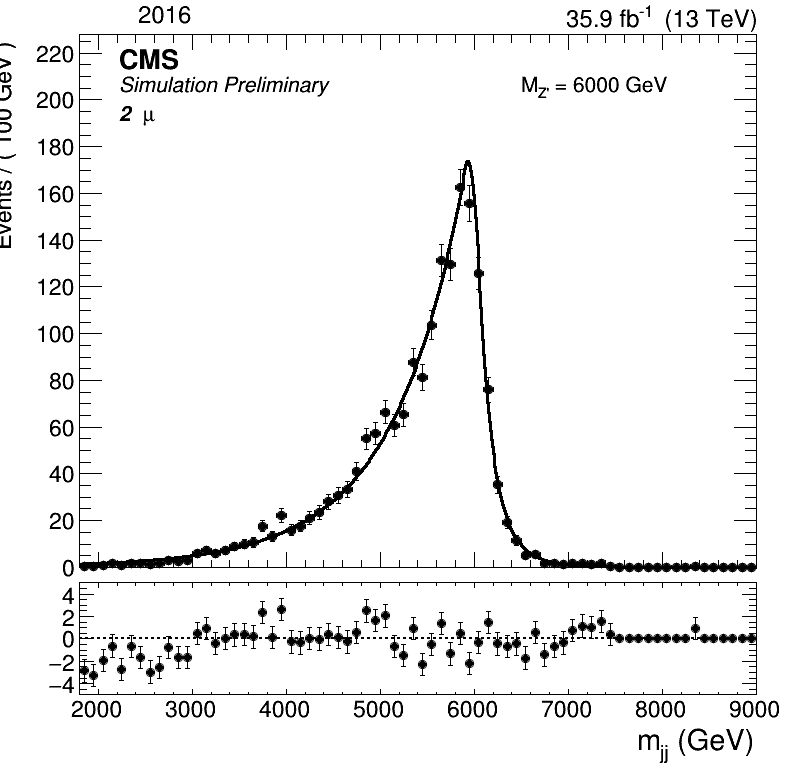 2016 35.9 fb⁻¹ (13 TeV)
CMS
Simulation Preliminary
M_Z' = 6000 GeV
2 μ
Events / ( 100 GeV )
220
200
180
160
140
120
100
80
60
40
20
0
4
2
0
−2
−4
2000 3000 4000 5000 6000 7000 8000 9000
m_jj (GeV)